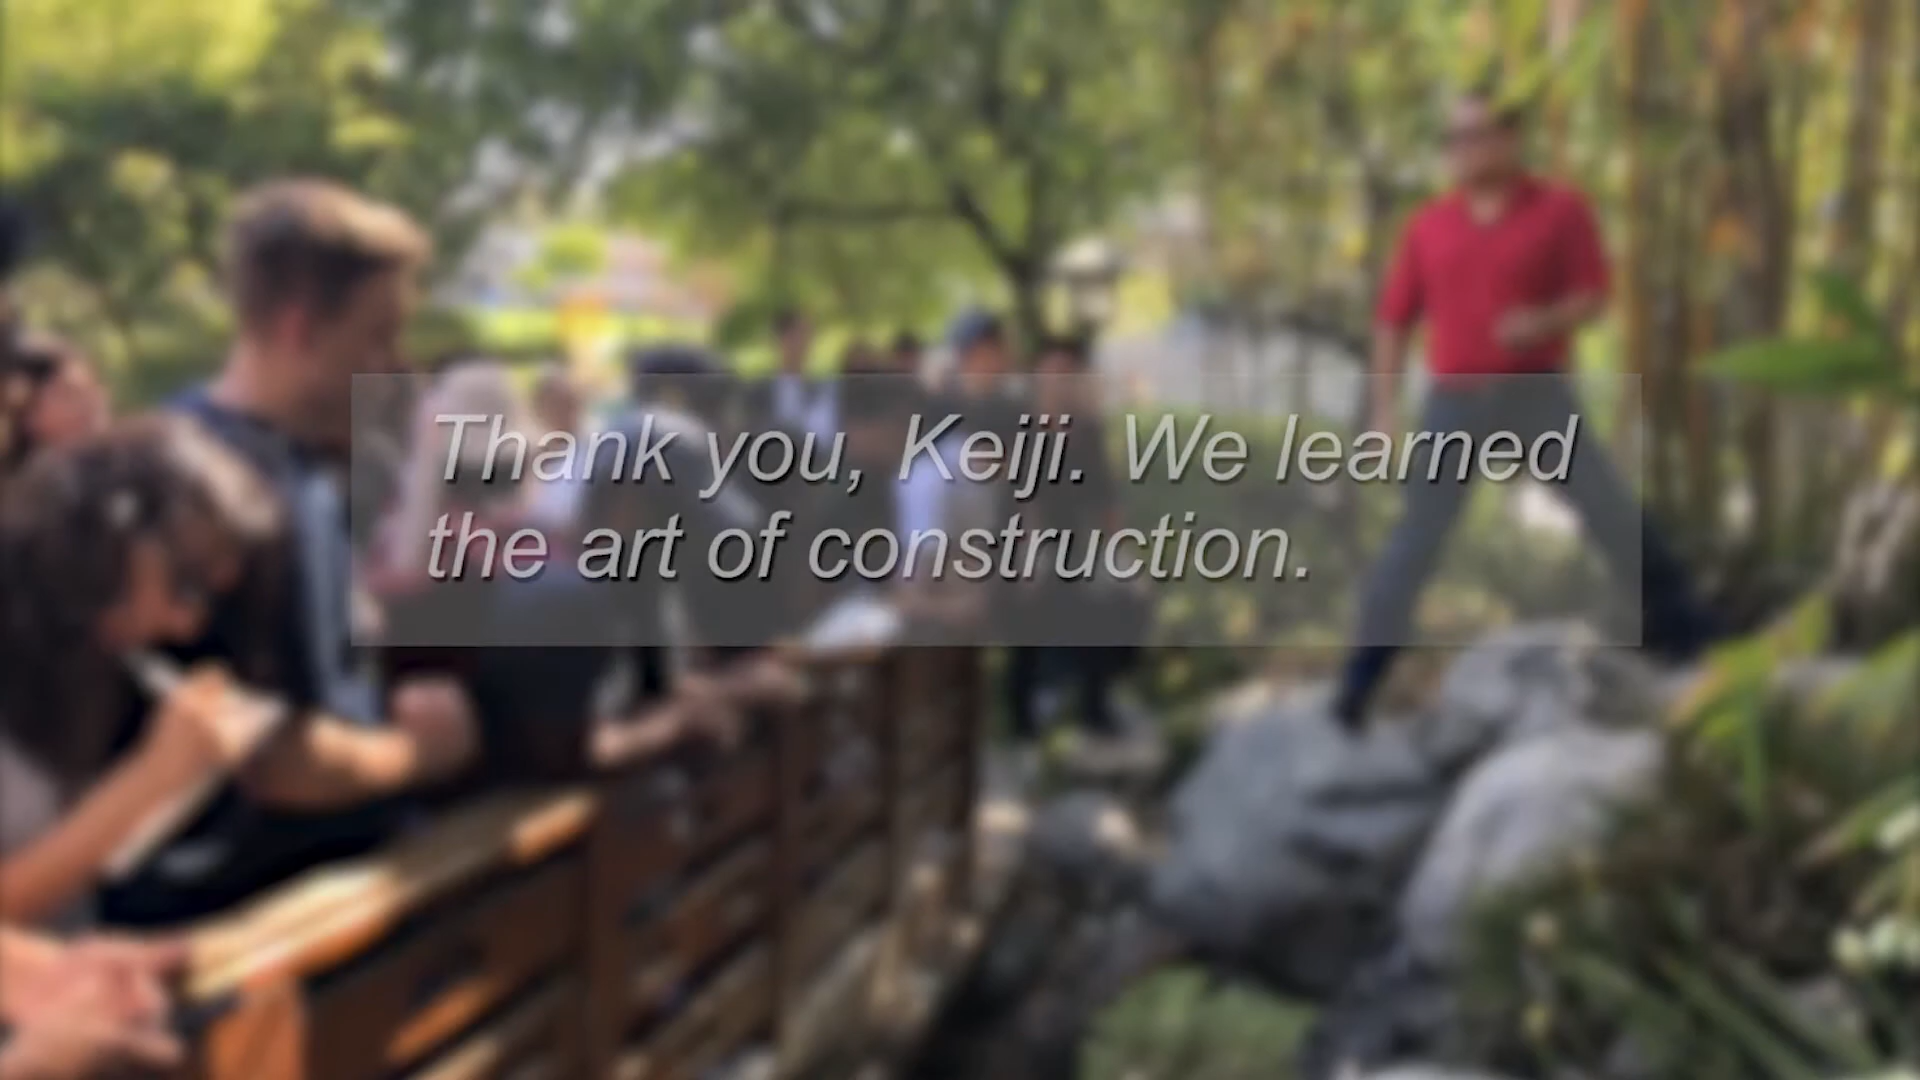 Thank you, Keiji. We learned
the art of construction.